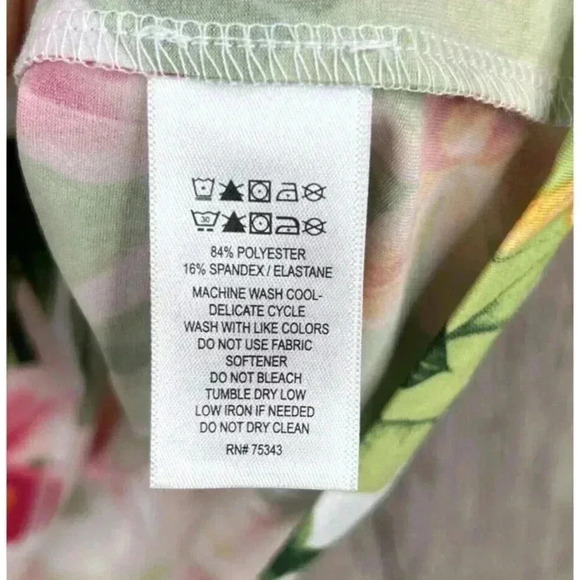 30
84% POLYESTER
16% SPANDEX / ELASTANE
MACHINE WASH COOL-
DELICATE CYCLE
WASH WITH LIKE COLORS
DO NOT USE FABRIC
SOFTENER
DO NOT BLEACH
TUMBLE DRY LOW
LOW IRON IF NEEDED
DO NOT DRY CLEAN
RN# 75343